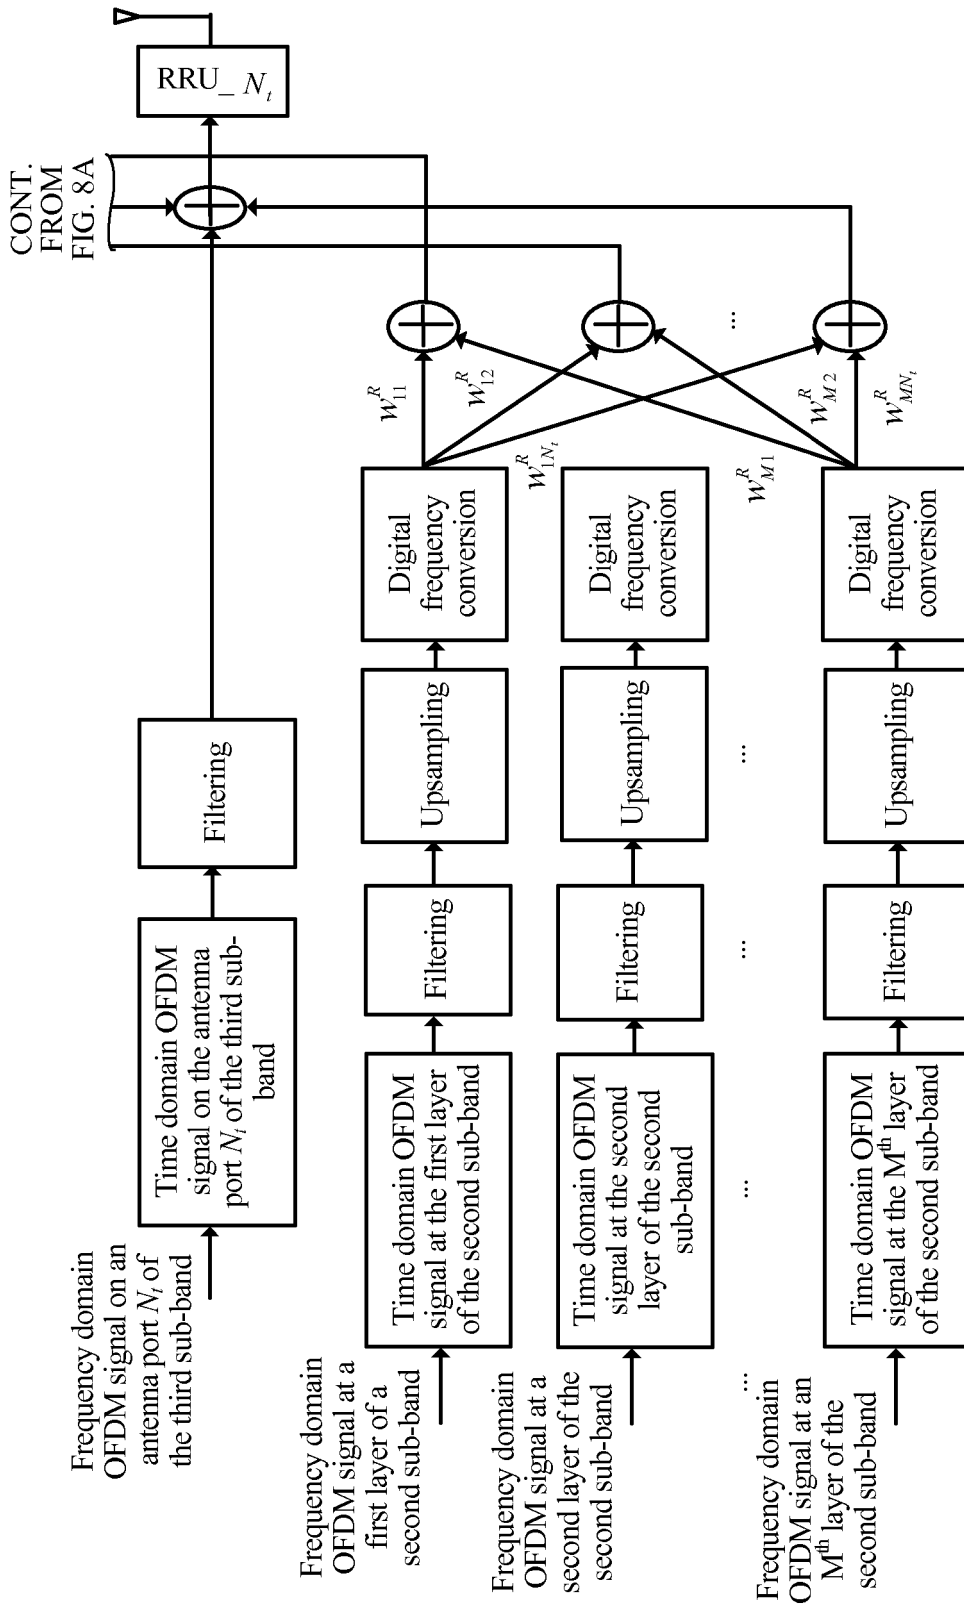 Frequency domain
OFDM signal on an
antenna port Nt of
the third sub-band
Time domain OFDM
signal on the antenna
port Nt of the third sub-
band
Filtering
CONT.
FROM
FIG. 8A
RRU_ Nt
Frequency domain
OFDM signal at a
first layer of a
second sub-band
Time domain OFDM
signal at the first layer
of the second sub-band
Filtering
Upsampling
Digital
frequency
conversion
w^R_11
w^R_12
w^R_1Nt
Frequency domain
OFDM signal at a
second layer of the
second sub-band
Time domain OFDM
signal at the second
layer of the second
sub-band
Filtering
Upsampling
Digital
frequency
conversion
...
...
...
...
...
w^R_M1
w^R_M2
w^R_MNt
Frequency domain
OFDM signal at an
Mth layer of the
second sub-band
Time domain OFDM
signal at the Mth layer
of the second sub-band
Filtering
Upsampling
Digital
frequency
conversion